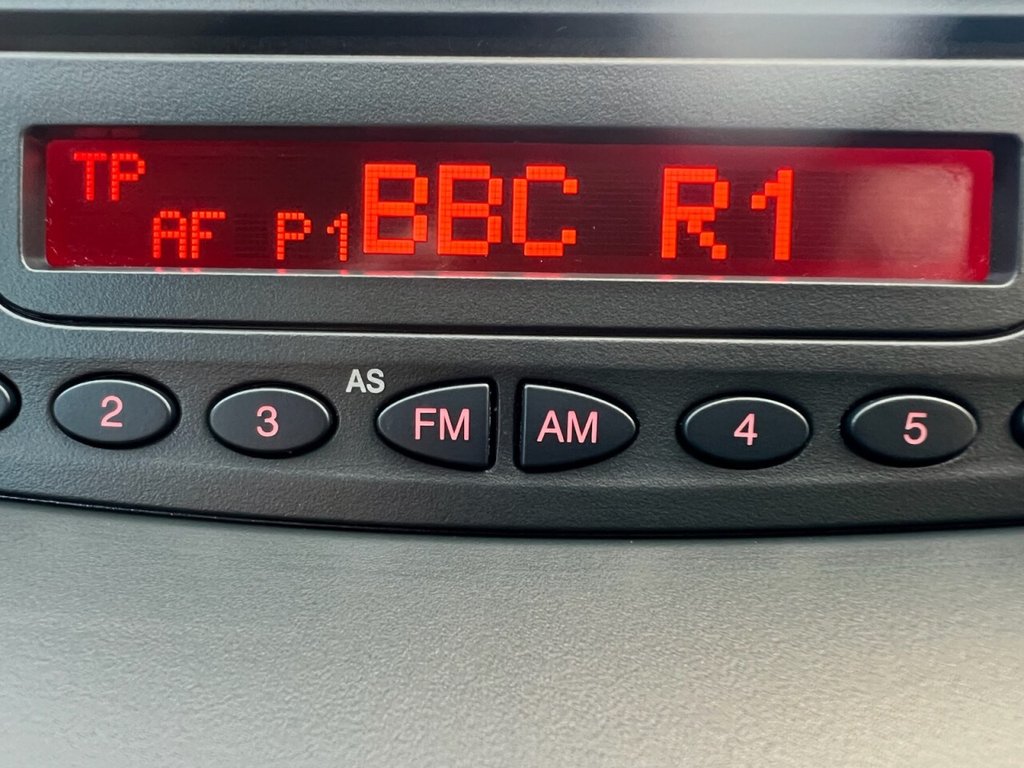 TP
AF P1 BBC R1
AS
2 3 FM AM 4 5